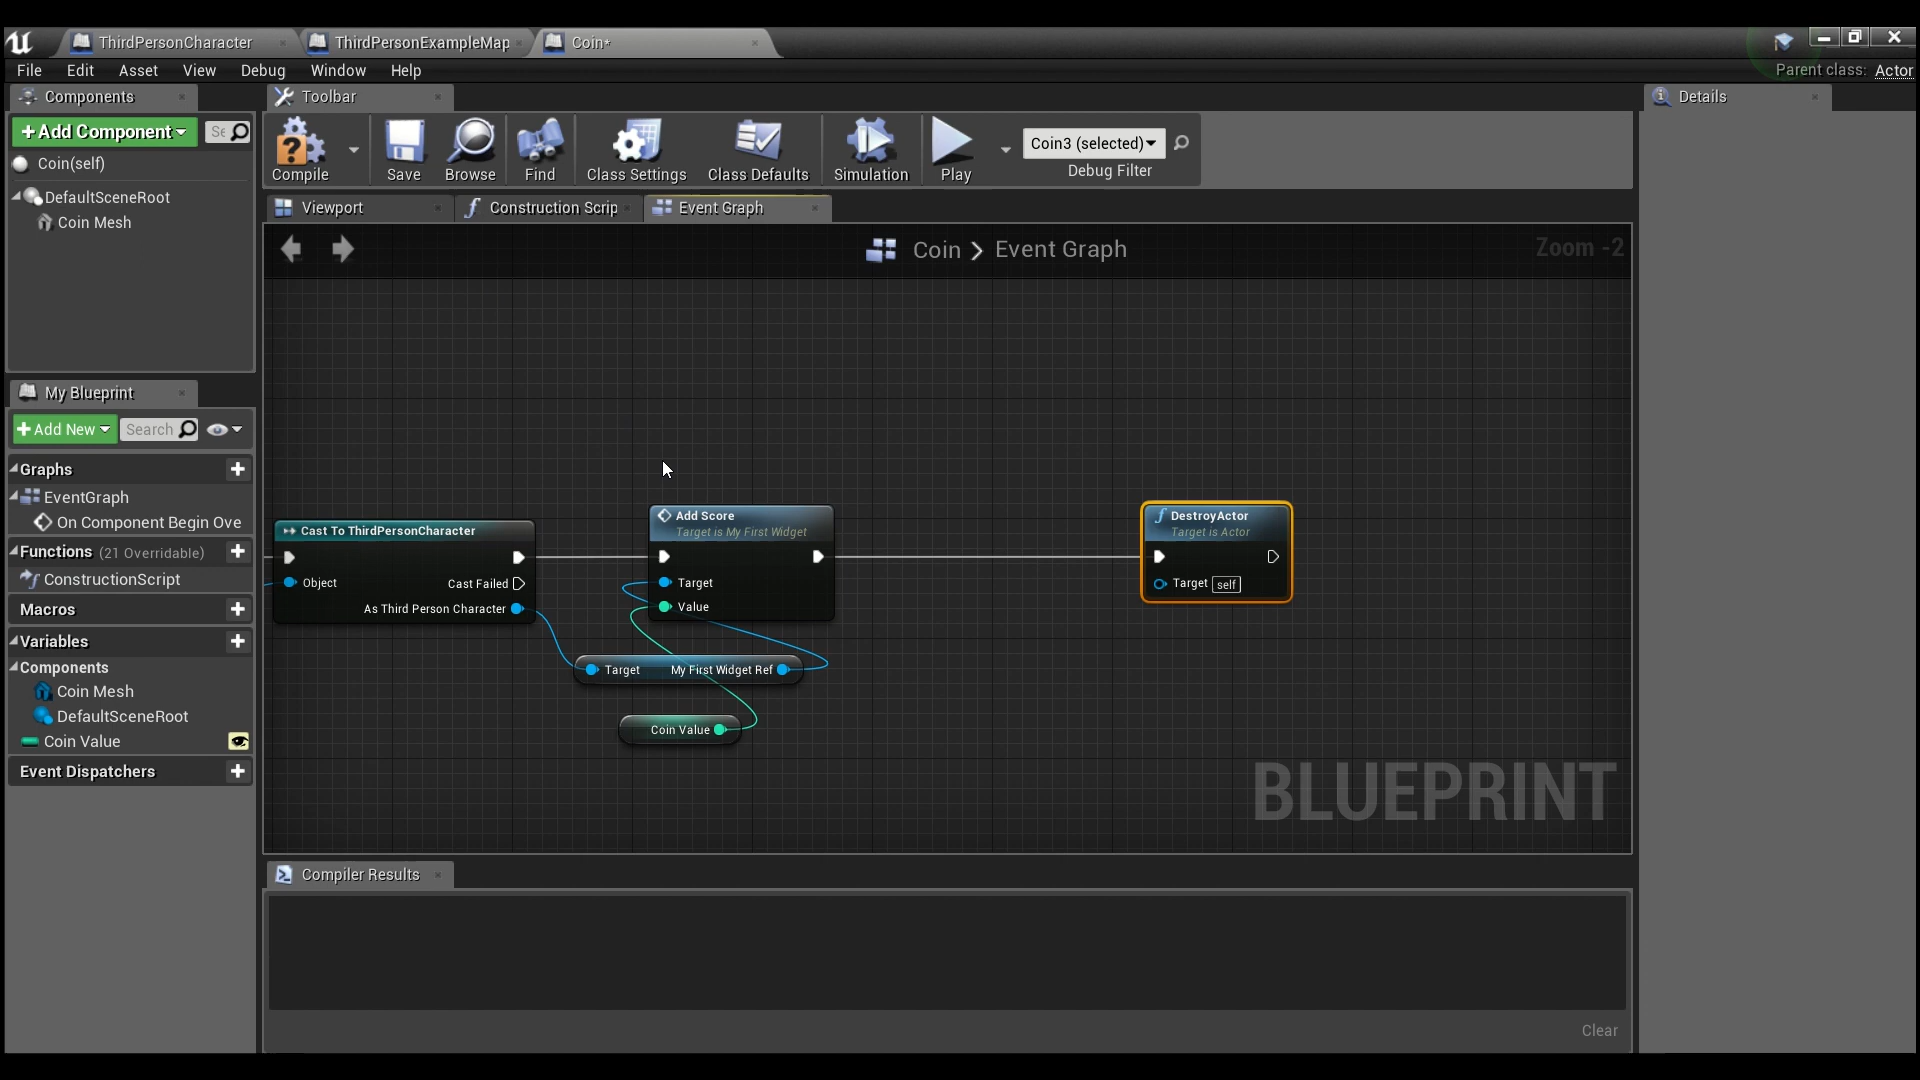 ThirdPersonCharacter
ThirdPersonExampleMap
Coin*
File Edit Asset View Debug Window Help
Parent class: Actor
Components
Toolbar
Details
+Add Component
Se
Coin(self)
DefaultSceneRoot
Coin Mesh
Compile
Save
Browse
Find
Class Settings
Class Defaults
Simulation
Play
Coin3 (selected)
Debug Filter
Viewport
Construction Scrip
Event Graph
Coin > Event Graph
Zoom -2
My Blueprint
+Add New
Search
Graphs
EventGraph
On Component Begin Ove
Functions (21 Overridable)
ConstructionScript
Macros
Variables
Components
Coin Mesh
DefaultSceneRoot
Coin Value
Event Dispatchers
Cast To ThirdPersonCharacter
Object
Cast Failed
As Third Person Character
Add Score
Target is My First Widget
Target
Value
Target My First Widget Ref
Coin Value
DestroyActor
Target is Actor
Target self
BLUEPRINT
Compiler Results
Clear